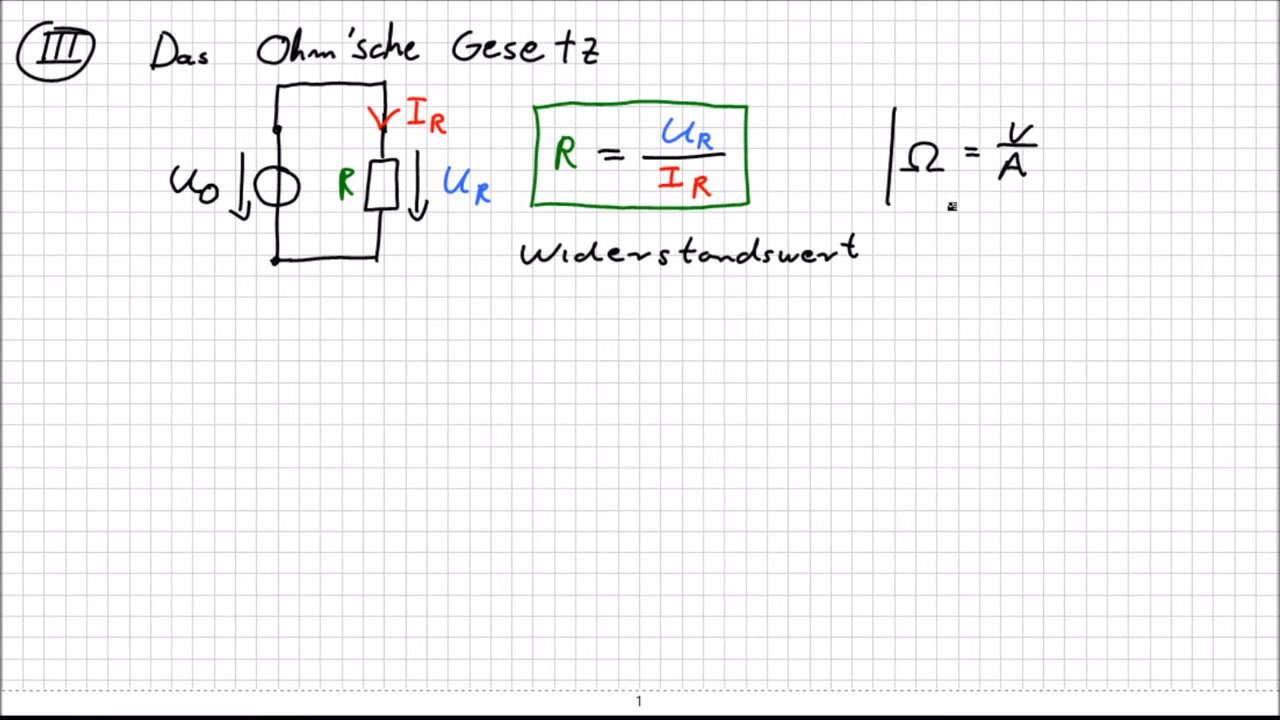 III Das Ohm'sche Gesetz
I_R
U_0 R U_R
R = U_R / I_R
Ω = V / A
Widerstandswert
1